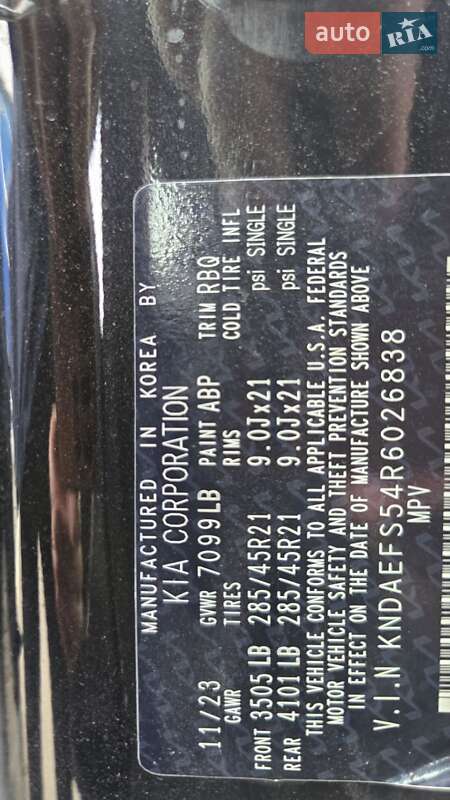 auto RIA.com
MANUFACTURED IN KOREA BY
KIA CORPORATION
11/23 GVWR 7099LB PAINT ABP TRIM RBQ
GAWR TIRES RIMS COLD TIRE INFL
FRONT 3505LB 285/45R21 9.0Jx21 psi SINGLE
REAR 4101LB 285/45R21 9.0Jx21 psi SINGLE
THIS VEHICLE CONFORMS TO ALL APPLICABLE U.S.A. FEDERAL
MOTOR VEHICLE SAFETY AND THEFT PREVENTION STANDARDS
IN EFFECT ON THE DATE OF MANUFACTURE SHOWN ABOVE
V.I.N KNDAEFS54R6026838
MPV